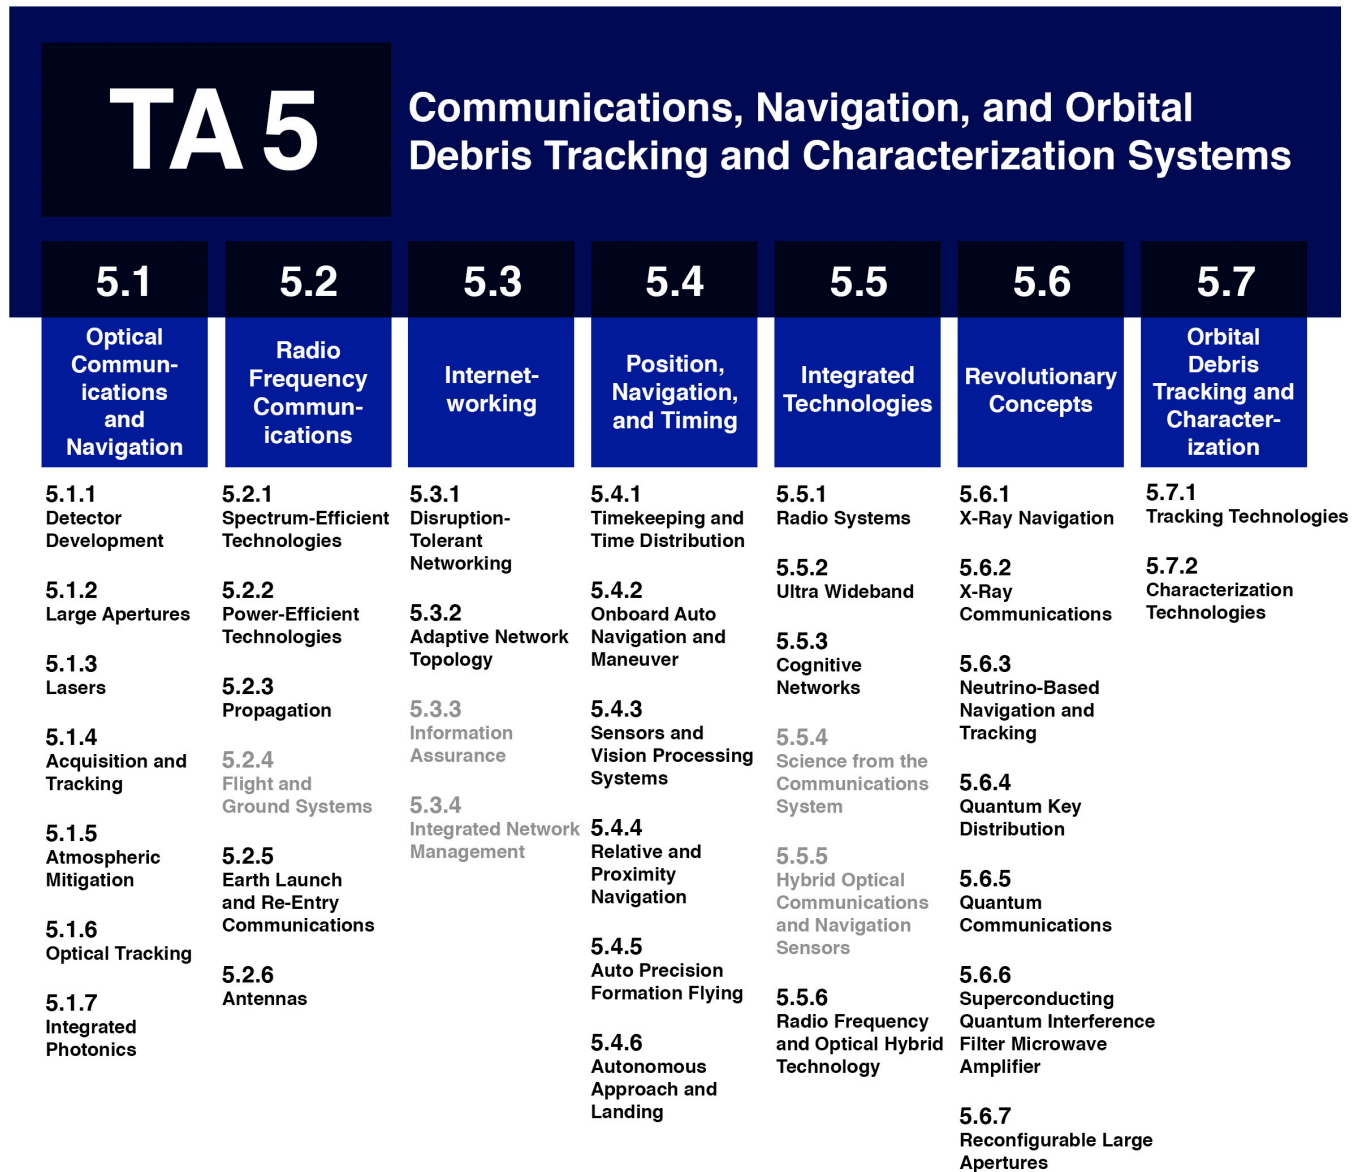 TA 5
Communications, Navigation, and Orbital
Debris Tracking and Characterization Systems
5.1
Optical
Commun-
ications
and
Navigation
5.1.1
Detector
Development
5.1.2
Large Apertures
5.1.3
Lasers
5.1.4
Acquisition and
Tracking
5.1.5
Atmospheric
Mitigation
5.1.6
Optical Tracking
5.1.7
Integrated
Photonics
5.2
Radio
Frequency
Commun-
ications
5.2.1
Spectrum-Efficient
Technologies
5.2.2
Power-Efficient
Technologies
5.2.3
Propagation
5.2.4
Flight and
Ground Systems
5.2.5
Earth Launch
and Re-Entry
Communications
5.2.6
Antennas
5.3
Internet-
working
5.3.1
Disruption-
Tolerant
Networking
5.3.2
Adaptive Network
Topology
5.3.3
Information
Assurance
5.3.4
Integrated Network
Management
5.4
Position,
Navigation,
and Timing
5.4.1
Timekeeping and
Time Distribution
5.4.2
Onboard Auto
Navigation and
Maneuver
5.4.3
Sensors and
Vision Processing
Systems
5.4.4
Relative and
Proximity
Navigation
5.4.5
Auto Precision
Formation Flying
5.4.6
Autonomous
Approach and
Landing
5.5
Integrated
Technologies
5.5.1
Radio Systems
5.5.2
Ultra Wideband
5.5.3
Cognitive
Networks
5.5.4
Science from the
Communications
System
5.5.5
Hybrid Optical
Communications
and Navigation
Sensors
5.5.6
Radio Frequency
and Optical Hybrid
Technology
5.6
Revolutionary
Concepts
5.6.1
X-Ray Navigation
5.6.2
X-Ray
Communications
5.6.3
Neutrino-Based
Navigation and
Tracking
5.6.4
Quantum Key
Distribution
5.6.5
Quantum
Communications
5.6.6
Superconducting
Quantum Interference
Filter Microwave
Amplifier
5.6.7
Reconfigurable Large
Apertures
5.7
Orbital
Debris
Tracking and
Character-
ization
5.7.1
Tracking Technologies
5.7.2
Characterization
Technologies